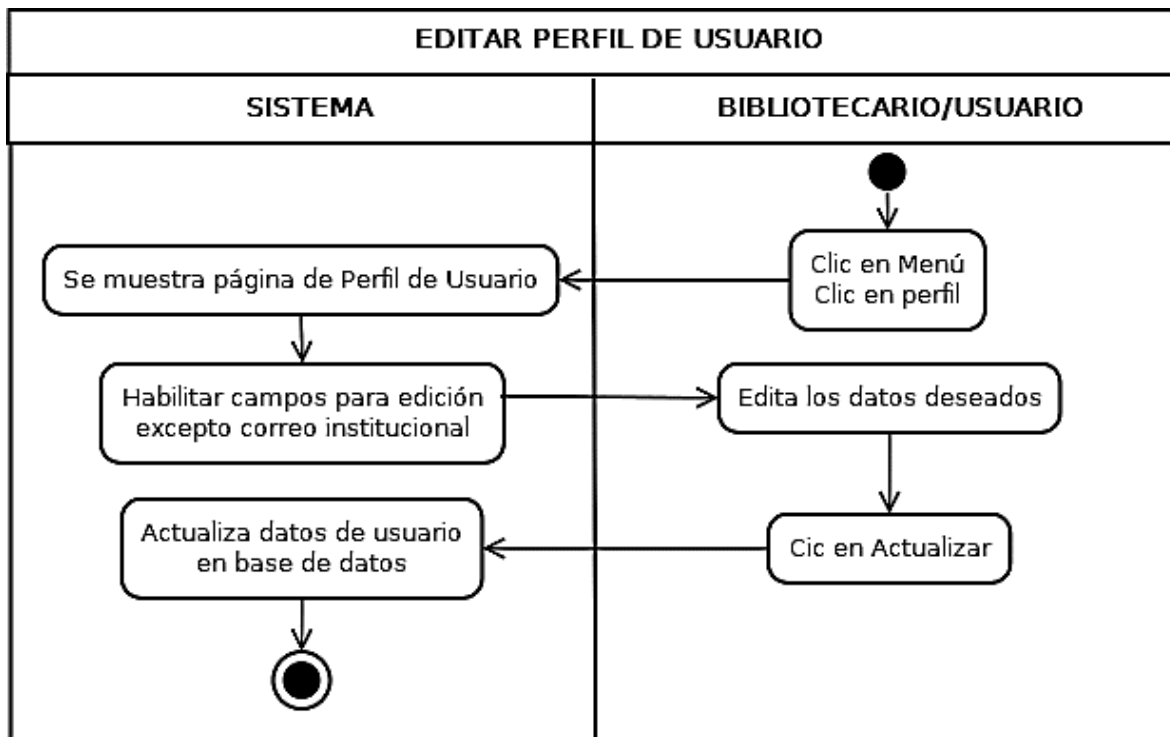 EDITAR PERFIL DE USUARIO
SISTEMA
BIBLIOTECARIO/USUARIO
Clic en Menú
Clic en perfil
Se muestra página de Perfil de Usuario
Habilitar campos para edición
excepto correo institucional
Edita los datos deseados
Cic en Actualizar
Actualiza datos de usuario
en base de datos